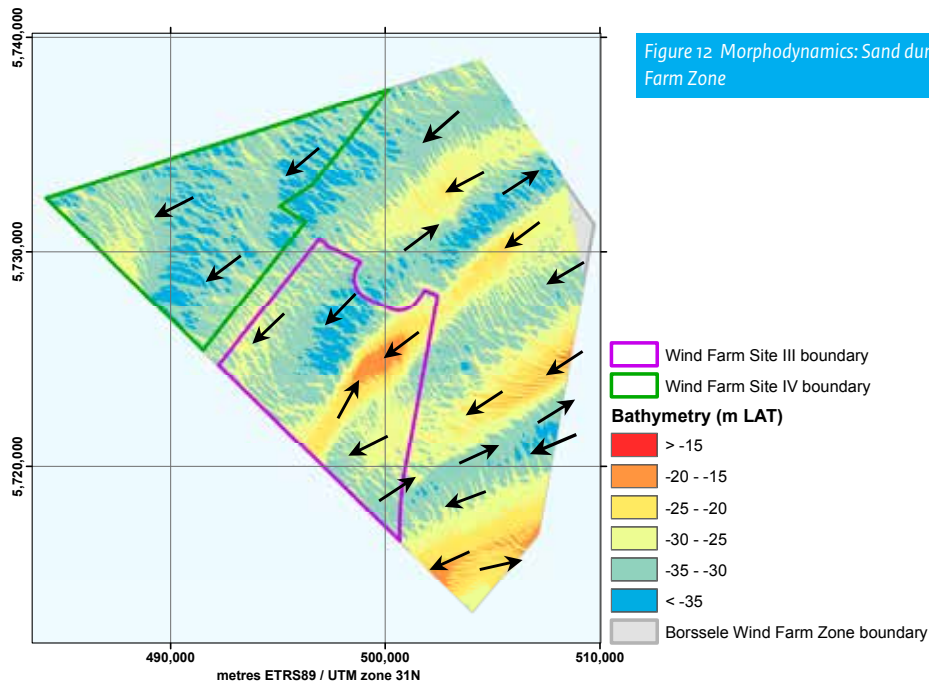 5,740,000
5,730,000
5,720,000
490,000
500,000
510,000
metres ETRS89 / UTM zone 31N
Figure 12 Morphodynamics: Sand
Farm Zone
Wind Farm Site III boundary
Wind Farm Site IV boundary
Bathymetry (m LAT)
> -15
-20 - -15
-25 - -20
-30 - -25
-35 - -30
< -35
Borssele Wind Farm Zone boundary